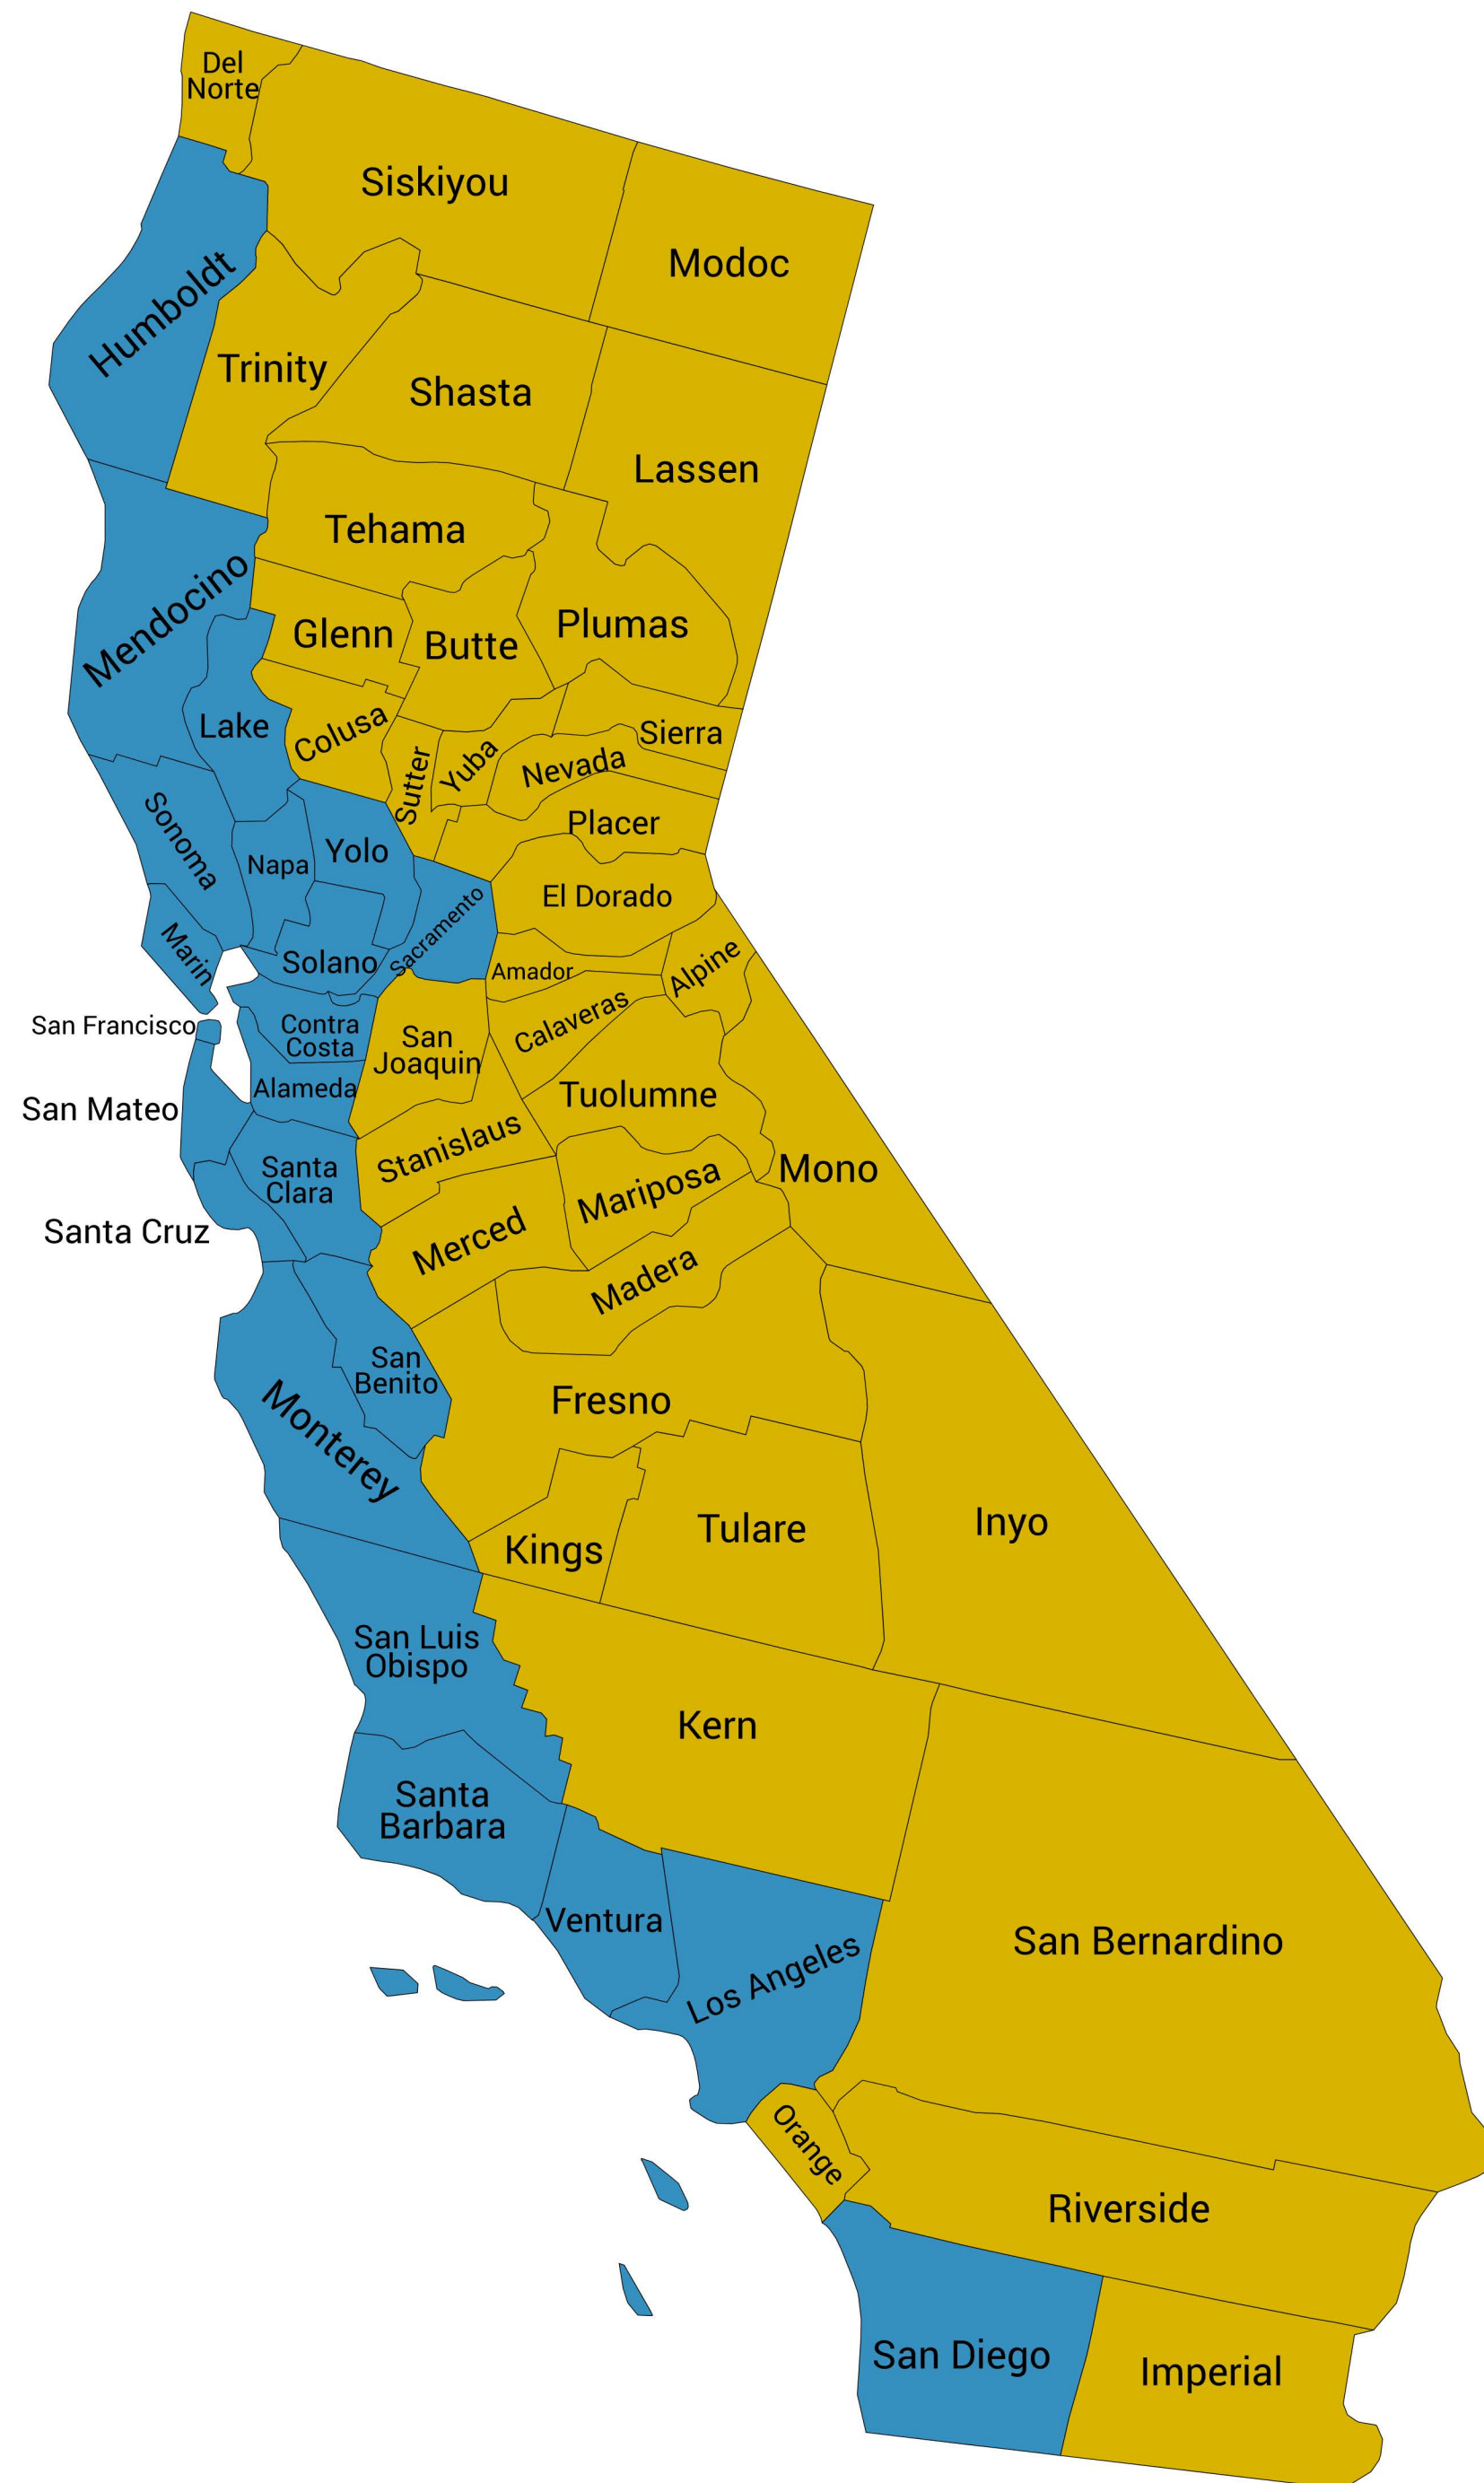 Del
Norte
Siskiyou
Modoc
Humboldt
Trinity
Shasta
Lassen
Tehama
Mendocino
Glenn
Butte
Plumas
Lake
Colusa
Sutter
Yuba
Nevada
Sierra
Placer
Sonoma
Napa
Yolo
El Dorado
Sacramento
Marin
Solano
Amador
Alpine
San Francisco
Contra
Costa
San
Joaquin
Calaveras
Alameda
San Mateo
Tuolumne
Stanislaus
Mono
Santa
Clara
Mariposa
Santa Cruz
Merced
Madera
San
Benito
Fresno
Monterey
Kings
Tulare
Inyo
San Luis
Obispo
Kern
Santa
Barbara
Ventura
Los Angeles
San Bernardino
Orange
Riverside
San Diego
Imperial